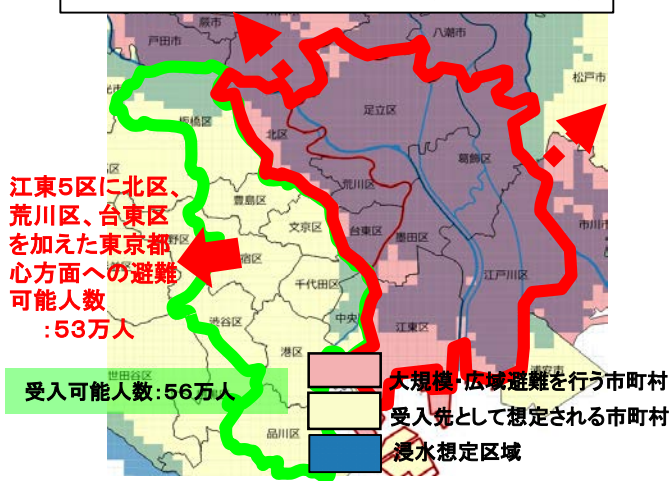 蕨市
戸田市
八潮市
松戸市
足立区
板橋区
北区
葛飾区
江東5区に北区、
荒川区、台東区
を加えた東京都
心方面への避難
可能人数
:53万人
荒川区
豊島区
文京区
台東区
墨田区
市川市
宿区
千代田区
江戸川区
中央
江東区
渋谷区
港区
世田谷区
浦安市
大規模・広域避難を行う市町村
受入可能人数:56万人
受入先として想定される市町村
品川区
浸水想定区域